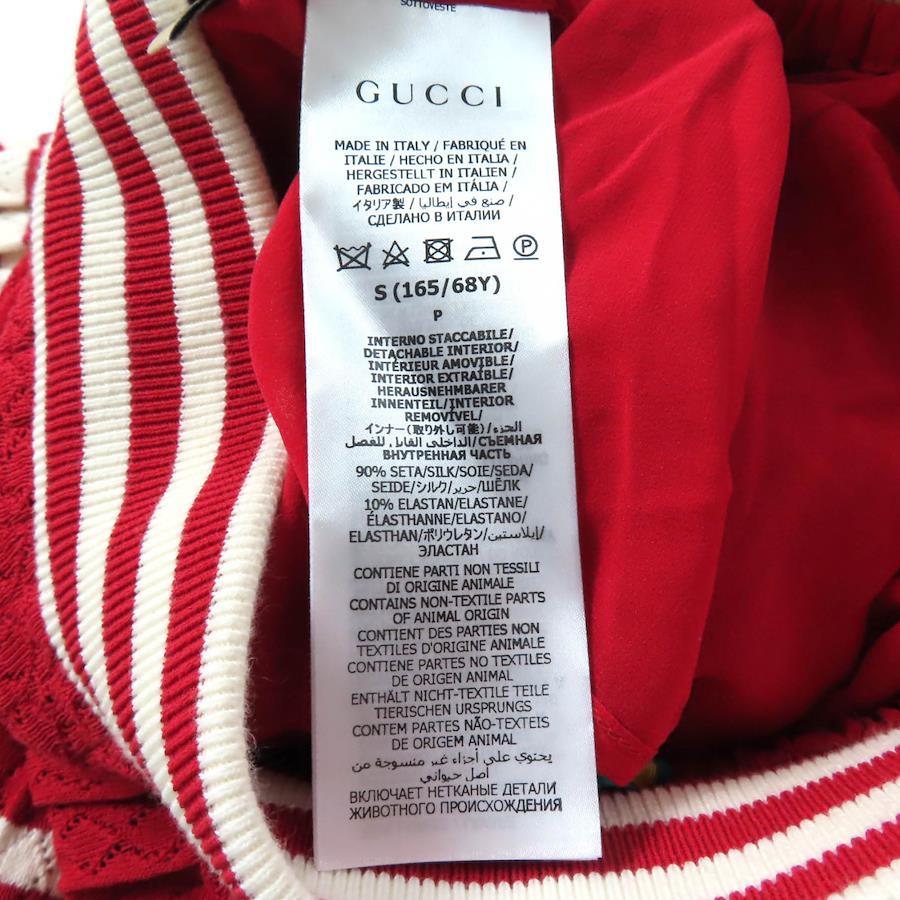 SOTTOVESTE
GUCCI
MADE IN ITALY / FABRIQUÉ EN
ITALIE / HECHO EN ITALIA /
HERGESTELLT IN ITALIEN /
FABRICADO EM ITÁLIA /
イタリア製 / صنع في إيطاليا /
СДЕЛАНО В ИТАЛИИ
P
S (165/68Y)
P
INTERNO STACCABILE/
DETACHABLE INTERIOR/
INTÉRIEUR AMOVIBLE/
INTERIOR EXTRAÍBLE/
HERAUSNEHMBARER
INNENTEIL/INTERIOR
REMOVÍVEL/
インナー(取り外し可能)/الجزء
الداخلي القابل للفصل/СЪЕМНАЯ
ВНУТРЕННЯЯ ЧАСТЬ
90% SETA/SILK/SOIE/SEDA/
SEIDE/シルク/حرير/ШЁЛК
10% ELASTAN/ELASTANE/
ÉLASTHANNE/ELASTANO/
ELASTHAN/ポリウレタン/إيلاستين/
ЭЛАСТАН
CONTIENE PARTI NON TESSILI
DI ORIGINE ANIMALE
CONTAINS NON-TEXTILE PARTS
OF ANIMAL ORIGIN
CONTIENT DES PARTIES NON
TEXTILES D'ORIGINE ANIMALE
CONTIENE PARTES NO TEXTILES
DE ORIGEN ANIMAL
ENTHÄLT NICHT-TEXTILE TEILE
TIERISCHEN URSPRUNGS
CONTEM PARTES NÃO-TEXTEIS
DE ORIGEM ANIMAL
يحتوي على أجزاء غير منسوجة من
أصل حيواني
ВКЛЮЧАЕТ НЕТКАНЫЕ ДЕТАЛИ
ЖИВОТНОГО ПРОИСХОЖДЕНИЯ